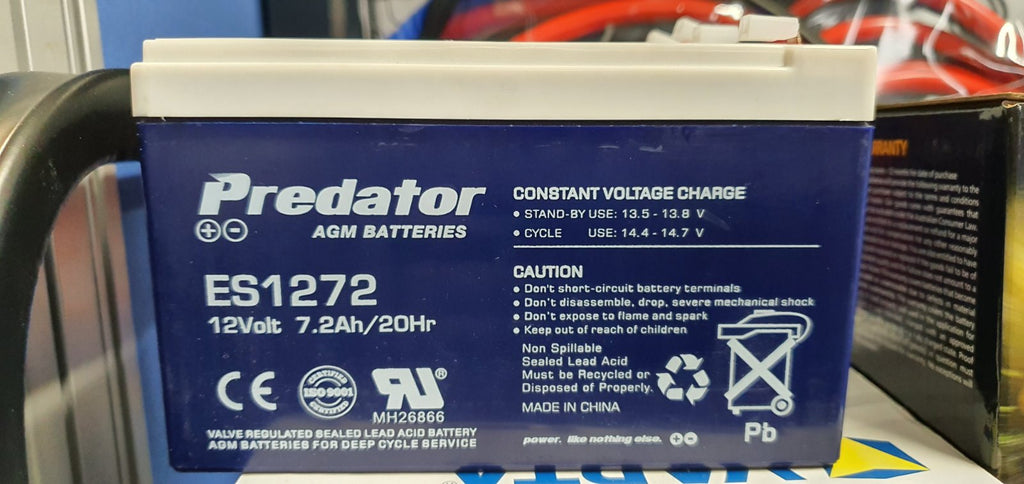 Predator
AGM BATTERIES
ES1272
12Volt 7.2Ah/20Hr
CE
CERTIFIED
ISO 9001
CERTIFIED
RU®
MH26866
VALVE REGULATED SEALED LEAD ACID BATTERY
AGM BATTERIES FOR DEEP CYCLE SERVICE
CONSTANT VOLTAGE CHARGE
• STAND-BY USE: 13.5 - 13.8 V
• CYCLE USE: 14.4 - 14.7 V
CAUTION
• Don't short-circuit battery terminals
• Don't disassemble, drop, severe mechanical shock
• Don't expose to flame and spark
• Keep out of reach of children
Non Spillable
Sealed Lead Acid
Must be Recycled or
Disposed of Properly.
MADE IN CHINA
Pb
power. like nothing else.
VARTA